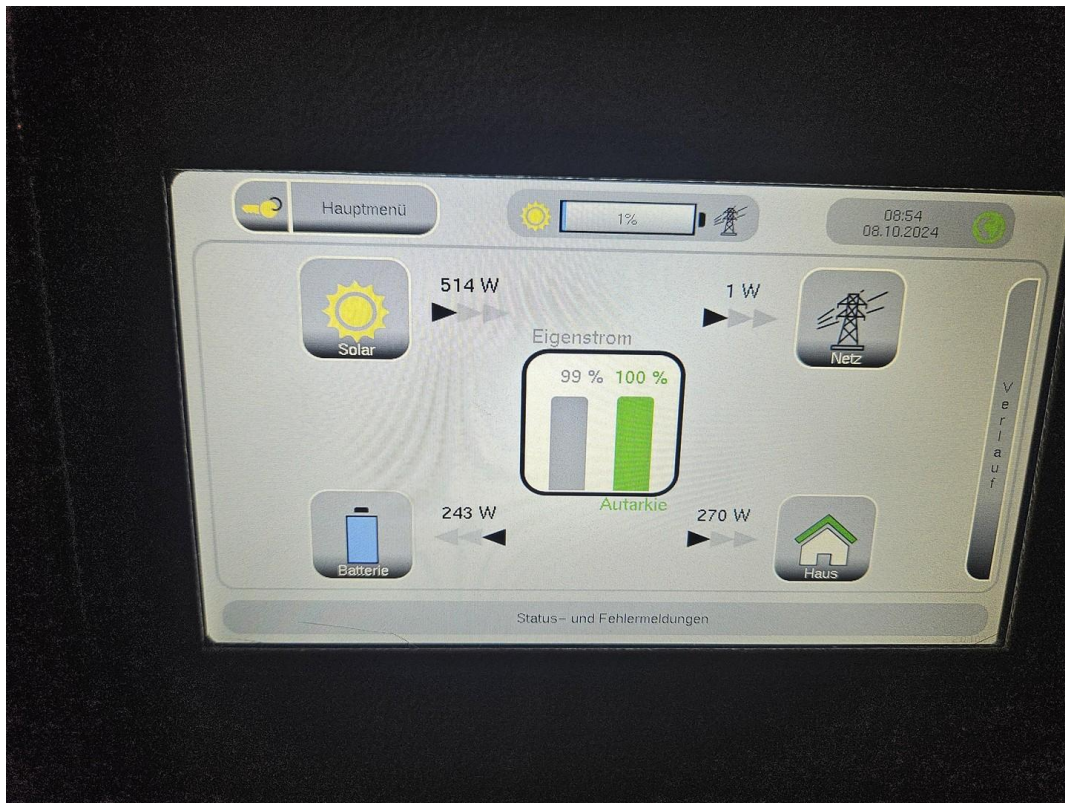 Hauptmenü
1%
08:54
08.10.2024
514 W
1 W
Solar
Netz
Eigenstrom
99 % 100 %
Autarkie
243 W
270 W
Batterie
Haus
Verlauf
Status- und Fehlermeldungen